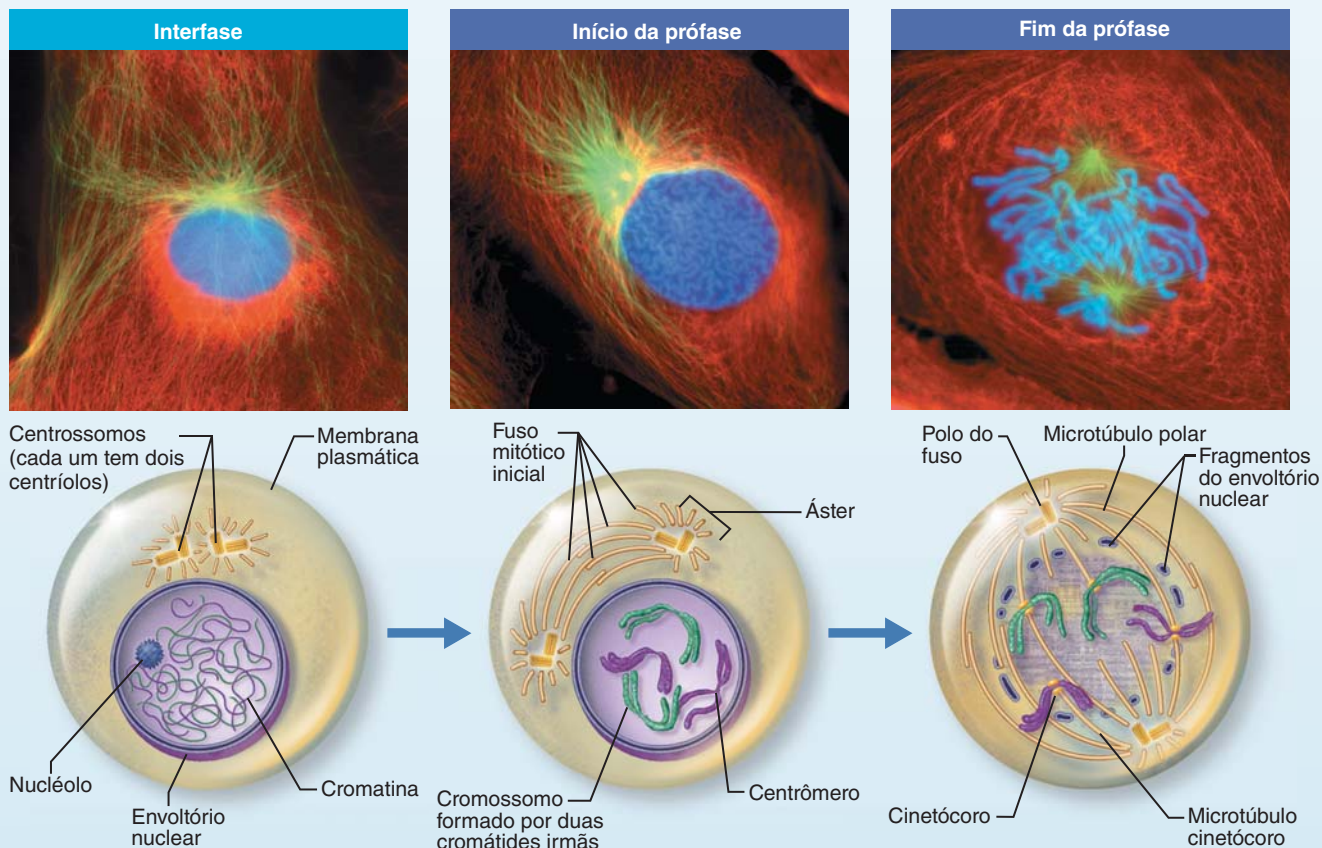 Interfase
Início da prófase
Fim da prófase
Centrossomos
(cada um tem dois
centríolos)
Membrana
plasmática
Fuso
mitótico
inicial
Áster
Polo do
fuso
Microtúbulo polar
Fragmentos
do envoltório
nuclear
Nucléolo
Envoltório
nuclear
Cromatina
Cromossomo
formado por duas
cromátides irmãs
Centrômero
Cinetócoro
Microtúbulo
cinetócoro